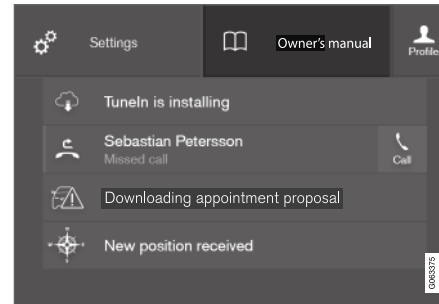 Settings
Owner's manual
Profile
TuneIn is installing
Sebastian Petersson
Missed call
Call
Downloading appointment proposal
New position received
G063375